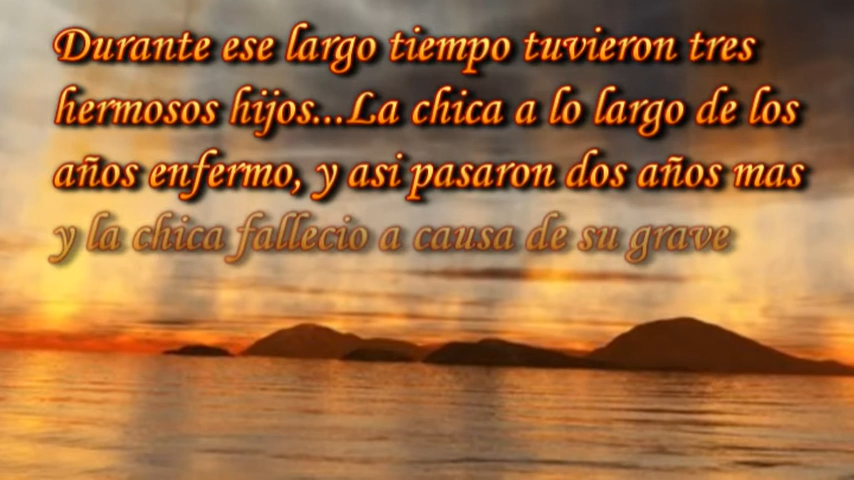 Durante ese largo tiempo tuvieron tres
hermosos hijos...La chica a lo largo de los
años enfermo, y asi pasaron dos años mas
y la chica fallecio a causa de su grave